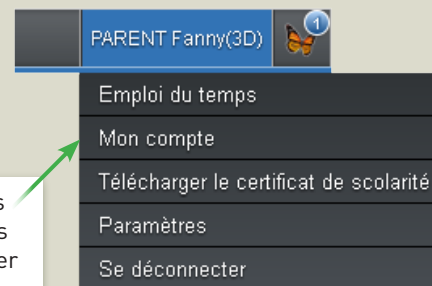 PARENT Fanny(3D)
1
Emploi du temps
Mon compte
Télécharger le certificat de scolarité
Paramètres
Se déconnecter